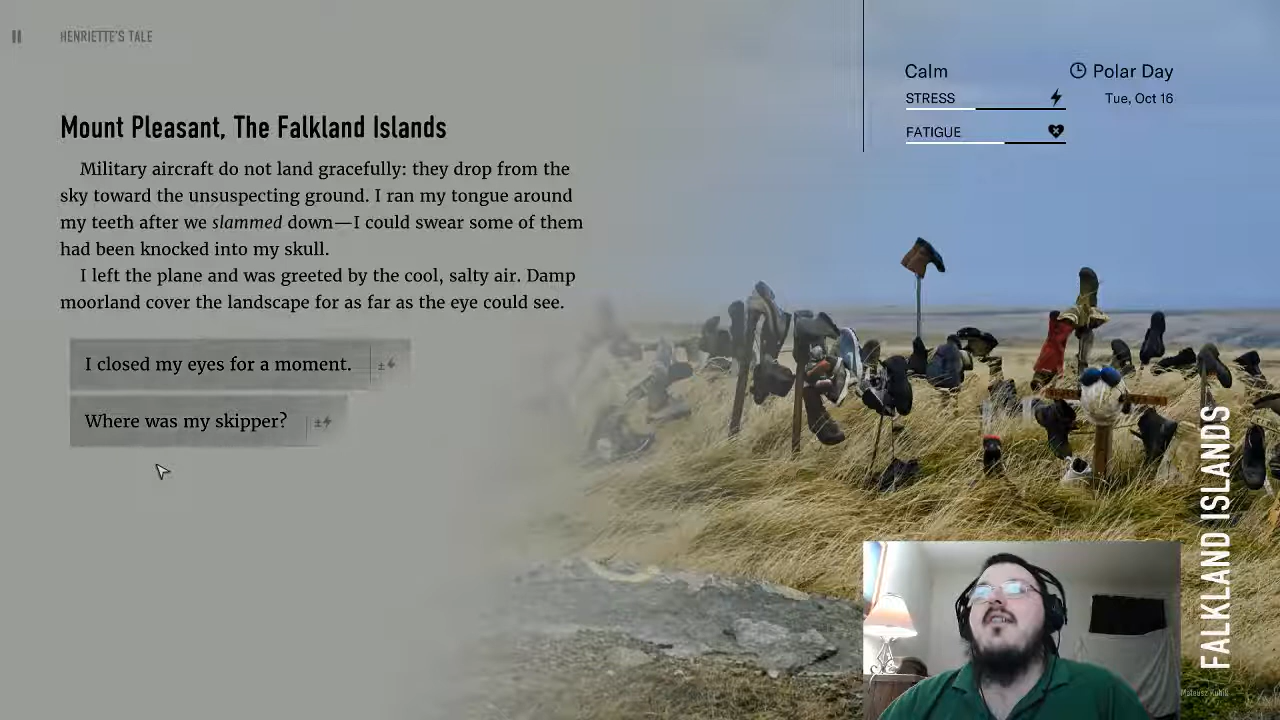 HENRIETTE'S TALE
Calm
Polar Day
STRESS
Tue, Oct 16
FATIGUE
Mount Pleasant, The Falkland Islands
Military aircraft do not land gracefully: they drop from the
sky toward the unsuspecting ground. I ran my tongue around
my teeth after we slammed down—I could swear some of them
had been knocked into my skull.
I left the plane and was greeted by the cool, salty air. Damp
moorland cover the landscape for as far as the eye could see.
I closed my eyes for a moment.
Where was my skipper?
FALKLAND ISLANDS